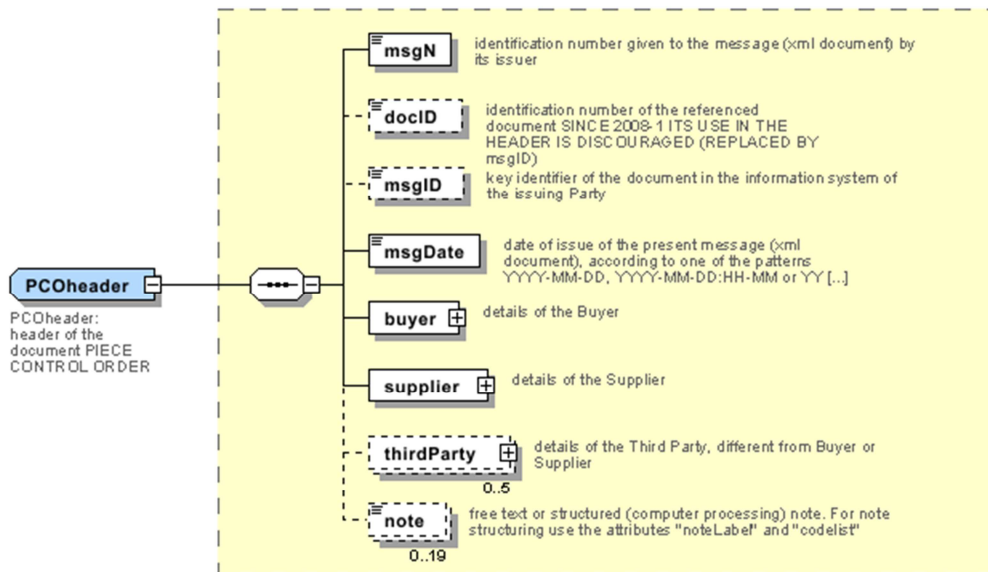 msgN
identification number given to the message (xml document) by
its issuer
docID
identification number of the referenced
document SINCE 2008-1 ITS USE IN THE
HEADER IS DISCOURAGED (REPLACED BY
msgID)
msgID
key identifier of the document in the information system of
the issuing Party
msgDate
date of issue of the present message (xml
document), according to one of the patterns
YYYY-MM-DD, YYYY-MM-DD:HH-MM or YY [...]
PCOheader
PCOheader:
header of the
document PIECE
CONTROL ORDER
buyer
details of the Buyer
supplier
details of the Supplier
thirdParty
details of the Third Party, different from Buyer or
Supplier
0..5
note
free text or structured (computer processing) note. For note
structuring use the attributes "noteLabel" and "codelist"
0..19